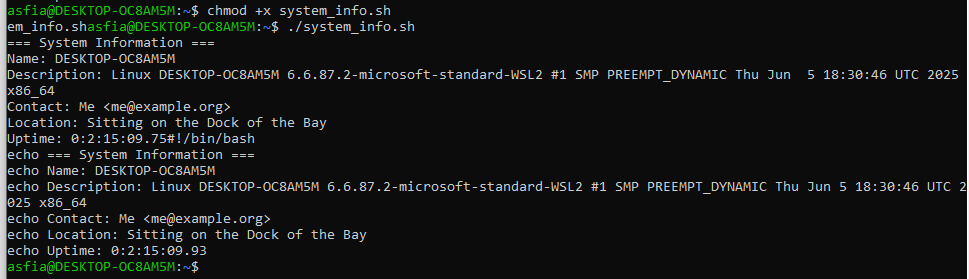 asfia@DESKTOP-OC8AM5M:~$ chmod +x system_info.sh
em_info.shasfia@DESKTOP-OC8AM5M:~$ ./system_info.sh
=== System Information ===
Name: DESKTOP-OC8AM5M
Description: Linux DESKTOP-OC8AM5M 6.6.87.2-microsoft-standard-WSL2 #1 SMP PREEMPT_DYNAMIC Thu Jun  5 18:30:46 UTC 2025
x86_64
Contact: Me <me@example.org>
Location: Sitting on the Dock of the Bay
Uptime: 0:2:15:09.75#!/bin/bash
echo === System Information ===
echo Name: DESKTOP-OC8AM5M
echo Description: Linux DESKTOP-OC8AM5M 6.6.87.2-microsoft-standard-WSL2 #1 SMP PREEMPT_DYNAMIC Thu Jun 5 18:30:46 UTC 2
025 x86_64
echo Contact: Me <me@example.org>
echo Location: Sitting on the Dock of the Bay
echo Uptime: 0:2:15:09.93
asfia@DESKTOP-OC8AM5M:~$